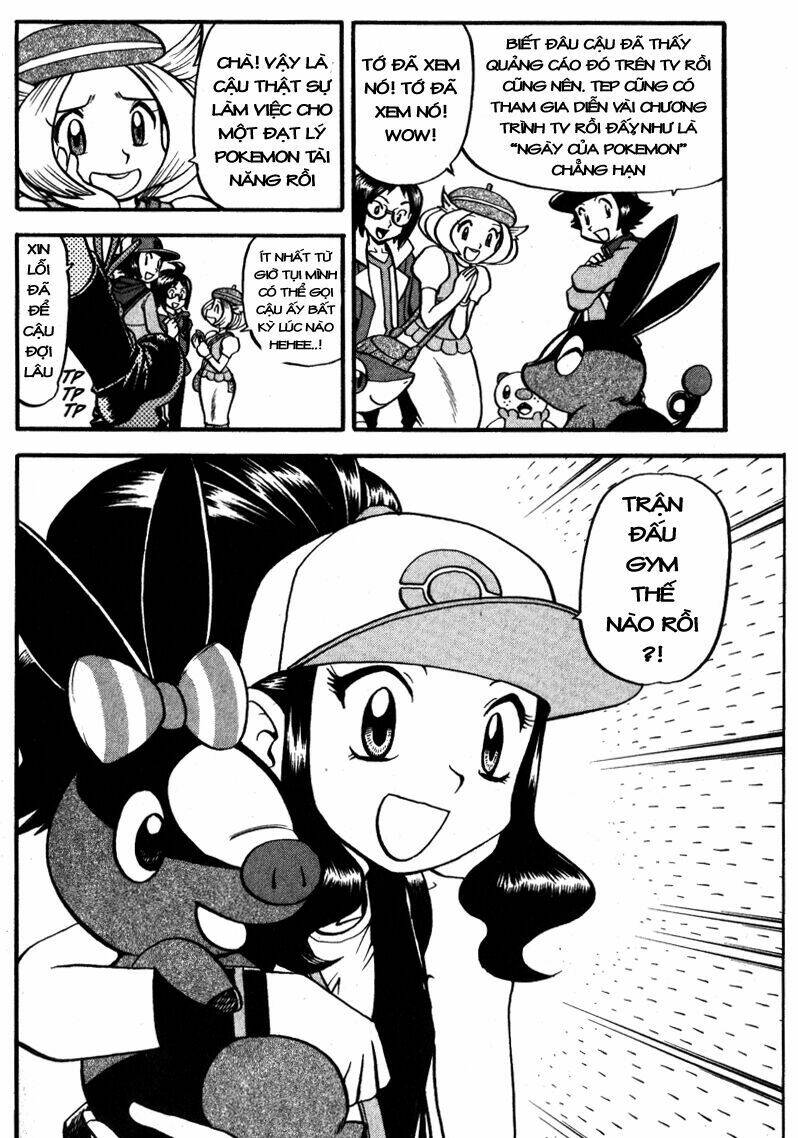 BIẾT ĐÂU CẬU ĐÃ THẤY
QUẢNG CÁO ĐÓ TRÊN TV RỒI
CŨNG NÊN. TEP CŨNG CÓ
THAM GIA DIỄN VÀI CHƯƠNG
TRÌNH TV RỒI ĐẤY,NHƯ LÀ
"NGÀY CỦA POKEMON"
CHẲNG HẠN
TỚ ĐÃ XEM
NÓ! TỚ ĐÃ
XEM NÓ!
WOW!
CHÀ! VẬY LÀ
CẬU THẬT SỰ
LÀM VIỆC CHO
MỘT ĐẠT LÝ
POKEMON TÀI
NĂNG RỒI
ÍT NHẤT TỪ
GIỜ TỤI MÌNH
CÓ THỂ GỌI
CẬU ẤY BẤT
KỲ LÚC NÀO
HEHEE..!
XIN
LỖI
ĐÃ
ĐỂ
CẬU
ĐỢI
LÂU
TP
TP
TP
TRẬN
ĐẤU
GYM
THẾ
NÀO RỒI
?!